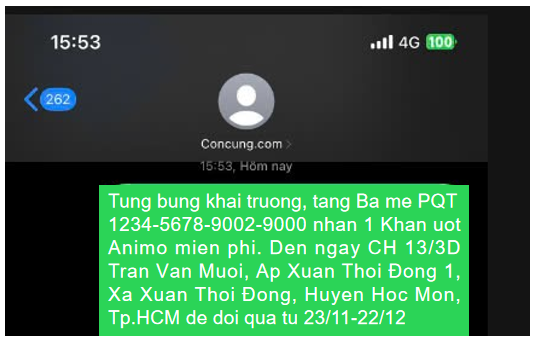 15:53
4G 100
262
Concung.com >
15:53, Hôm nay
Tung bung khai truong, tang Ba me PQT
1234-5678-9002-9000 nhan 1 Khan uot
Animo mien phi. Den ngay CH 13/3D
Tran Van Muoi, Ap Xuan Thoi Đong 1,
Xa Xuan Thoi Đong, Huyen Hoc Mon,
Tp.HCM de doi qua tu 23/11-22/12